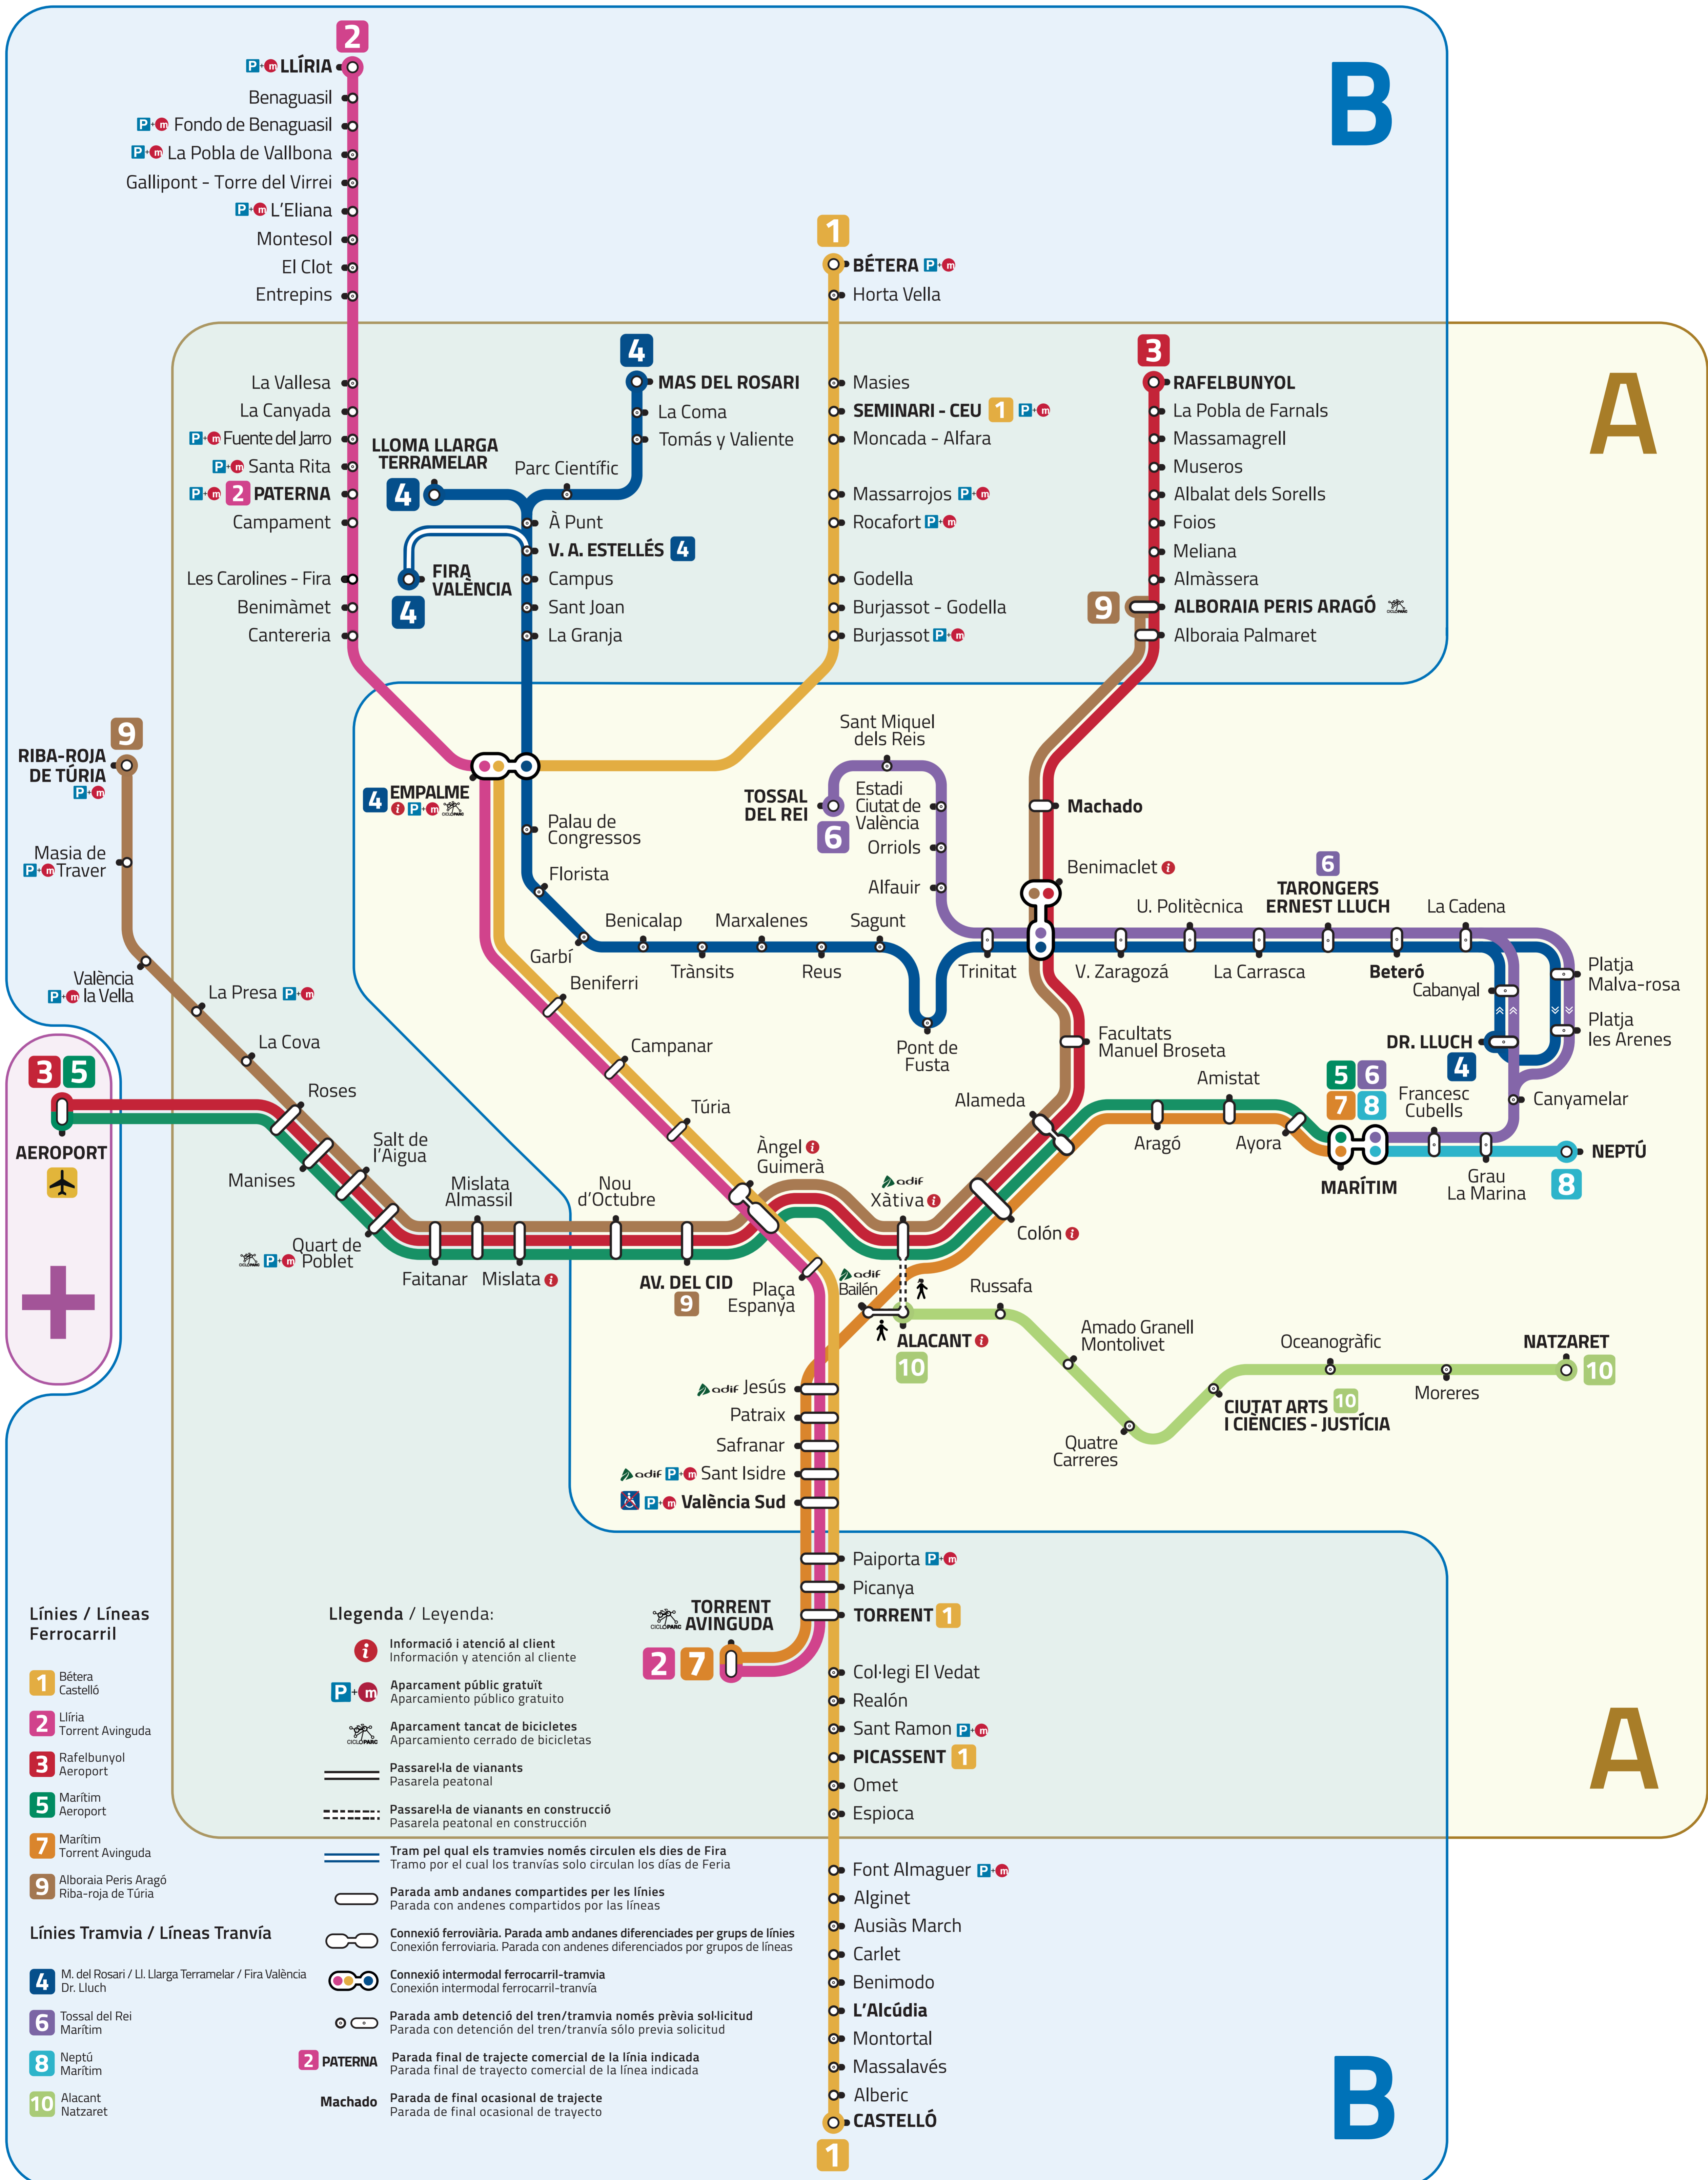 2
P+m LLÍRIA
Benaguasil
P+m Fondo de Benaguasil
P+m La Pobla de Vallbona
Gallipont - Torre del Virrei
P+m L'Eliana
Montesol
El Clot
Entrepins
B
1
BÉTERA P+m
Horta Vella
A
La Vallesa
La Canyada
P+m Fuente del Jarro
P+m Santa Rita
P+m 2 PATERNA
Campament
Les Carolines - Fira
Benimàmet
Cantereria
4
MAS DEL ROSARI
La Coma
Tomás y Valiente
LLOMA LLARGA
TERRAMELAR
4
Parc Científic
À Punt
V. A. ESTELLÉS 4
FIRA
VALÈNCIA
4
Campus
Sant Joan
La Granja
Masies
SEMINARI - CEU 1 P+m
Moncada - Alfara
Massarrojos P+m
Rocafort P+m
Godella
Burjassot - Godella
Burjassot P+m
3
RAFELBUNYOL
La Pobla de Farnals
Massamagrell
Museros
Albalat dels Sorells
Foios
Meliana
Almàssera
9 ALBORAIA PERIS ARAGÓ CICLOPARC
Alboraia Palmaret
9
RIBA-ROJA
DE TÚRIA
P+m
Masia de
P+m Traver
València
P+m la Vella
La Presa P+m
La Cova
Roses
Manises
Salt de
l'Aigua
Quart de
CICLOPARC P+m Poblet
3 5
AEROPORT
+
4 EMPALME
i P+m CICLOPARC
Palau de
Congressos
Florista
Garbí
Benicalap
Trànsits
Marxalenes
Reus
Sagunt
Pont de
Fusta
Sant Miquel
dels Reis
TOSSAL
DEL REI
6
Estadi
Ciutat de
València
Orriols
Alfauir
Trinitat
Machado
Benimaclet i
V. Zaragozá
U. Politècnica
La Carrasca
6
TARONGERS
ERNEST LLUCH
Beteró
La Cadena
Cabanyal
DR. LLUCH
4
Platja
Malva-rosa
Platja
les Arenes
Canyamelar
Francesc
Cubells
Grau
La Marina
NEPTÚ
8
5 6
7 8
MARÍTIM
Beniferri
Campanar
Túria
Àngel i
Guimerà
Facultats
Manuel Broseta
Alameda
Aragó
Amistat
Ayora
Faitanar
Mislata
Almassil
Mislata i
Nou
d'Octubre
AV. DEL CID
9
Plaça
Espanya
adif
Xàtiva i
Colón i
adif
Bailén
ALACANT i
10
Russafa
Amado Granell
Montolivet
Quatre
Carreres
CIUTAT ARTS 10
I CIÈNCIES - JUSTÍCIA
Oceanogràfic
Moreres
NATZARET
10
adif Jesús
Patraix
Safranar
adif P+m Sant Isidre
P+m València Sud
Paiporta P+m
Picanya
TORRENT 1
CICLOPARC TORRENT
AVINGUDA
2 7
Col·legi El Vedat
Realón
Sant Ramon P+m
PICASSENT 1
Omet
Espioca
A
Font Almaguer P+m
Alginet
Ausiàs March
Carlet
Benimodo
L'Alcúdia
Montortal
Massalavés
Alberic
CASTELLÓ
1
B
Línies / Líneas
Ferrocarril
1 Bétera
Castelló
2 Llíria
Torrent Avinguda
3 Rafelbunyol
Aeroport
5 Marítim
Aeroport
7 Marítim
Torrent Avinguda
9 Alboraia Peris Aragó
Riba-roja de Túria
Línies Tramvia / Líneas Tranvía
4 M. del Rosari / Ll. Llarga Terramelar / Fira València
Dr. Lluch
6 Tossal del Rei
Marítim
8 Neptú
Marítim
10 Alacant
Natzaret
Llegenda / Leyenda:
i Informació i atenció al client
Información y atención al cliente
P+m Aparcament públic gratuït
Aparcamiento público gratuito
CICLOPARC Aparcament tancat de bicicletes
Aparcamiento cerrado de bicicletas
Passarel·la de vianants
Pasarela peatonal
Passarel·la de vianants en construcció
Pasarela peatonal en construcción
Tram pel qual els tramvies només circulen els dies de Fira
Tramo por el cual los tranvías solo circulan los días de Feria
Parada amb andanes compartides per les línies
Parada con andenes compartidos por las líneas
Connexió ferroviària. Parada amb andanes diferenciades per grups de línies
Conexión ferroviaria. Parada con andenes diferenciados por grupos de líneas
Connexió intermodal ferrocarril-tramvia
Conexión intermodal ferrocarril-tranvía
Parada amb detenció del tren/tramvia només prèvia sol·licitud
Parada con detención del tren/tranvía sólo previa solicitud
2 PATERNA Parada final de trajecte comercial de la línia indicada
Parada final de trayecto comercial de la línea indicada
Machado Parada de final ocasional de trajecte
Parada de final ocasional de trayecto